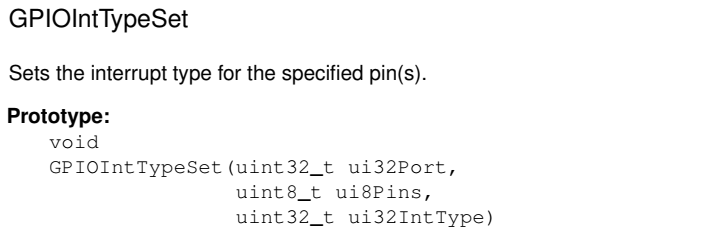 GPIOIntTypeSet
Sets the interrupt type for the specified pin(s).
Prototype:
void
GPIOIntTypeSet(uint32_t ui32Port,
uint8_t ui8Pins,
uint32_t ui32IntType)